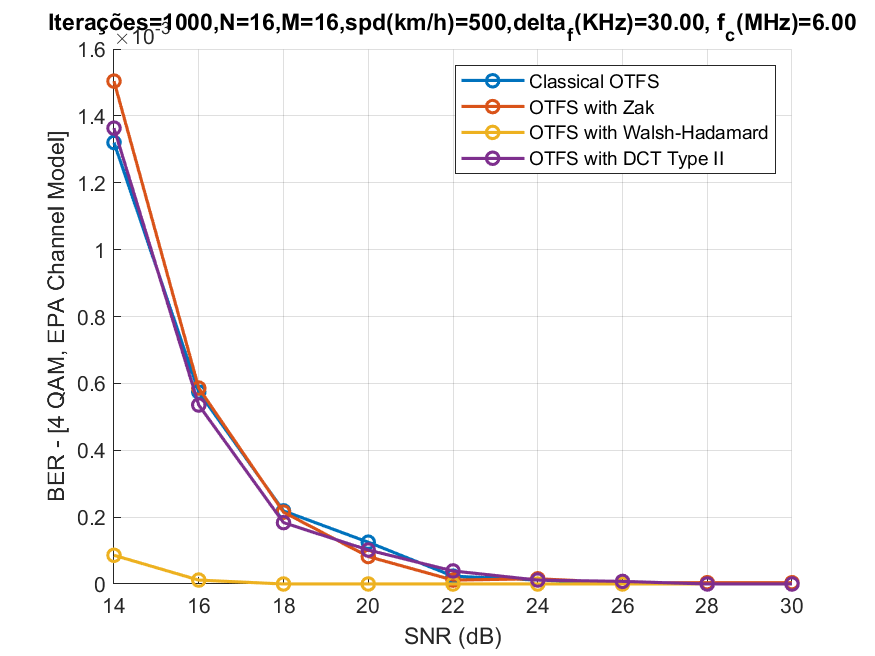 Iterações=1000,N=16,M=16,spd(km/h)=500,delta_f(KHz)=30.00, f_c(MHz)=6.00
×10^-3
1.6
1.4
1.2
1
0.8
0.6
0.4
0.2
0
BER - [4 QAM, EPA Channel Model]
Classical OTFS
OTFS with Zak
OTFS with Walsh-Hadamard
OTFS with DCT Type II
14 16 18 20 22 24 26 28 30
SNR (dB)